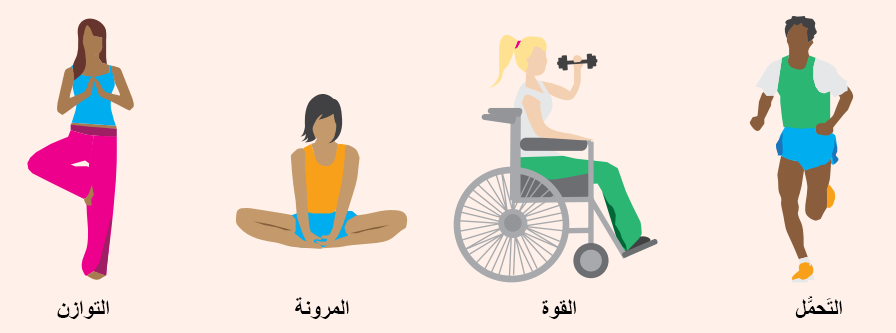 التَحمَّل
القوة
المرونة
التوازن